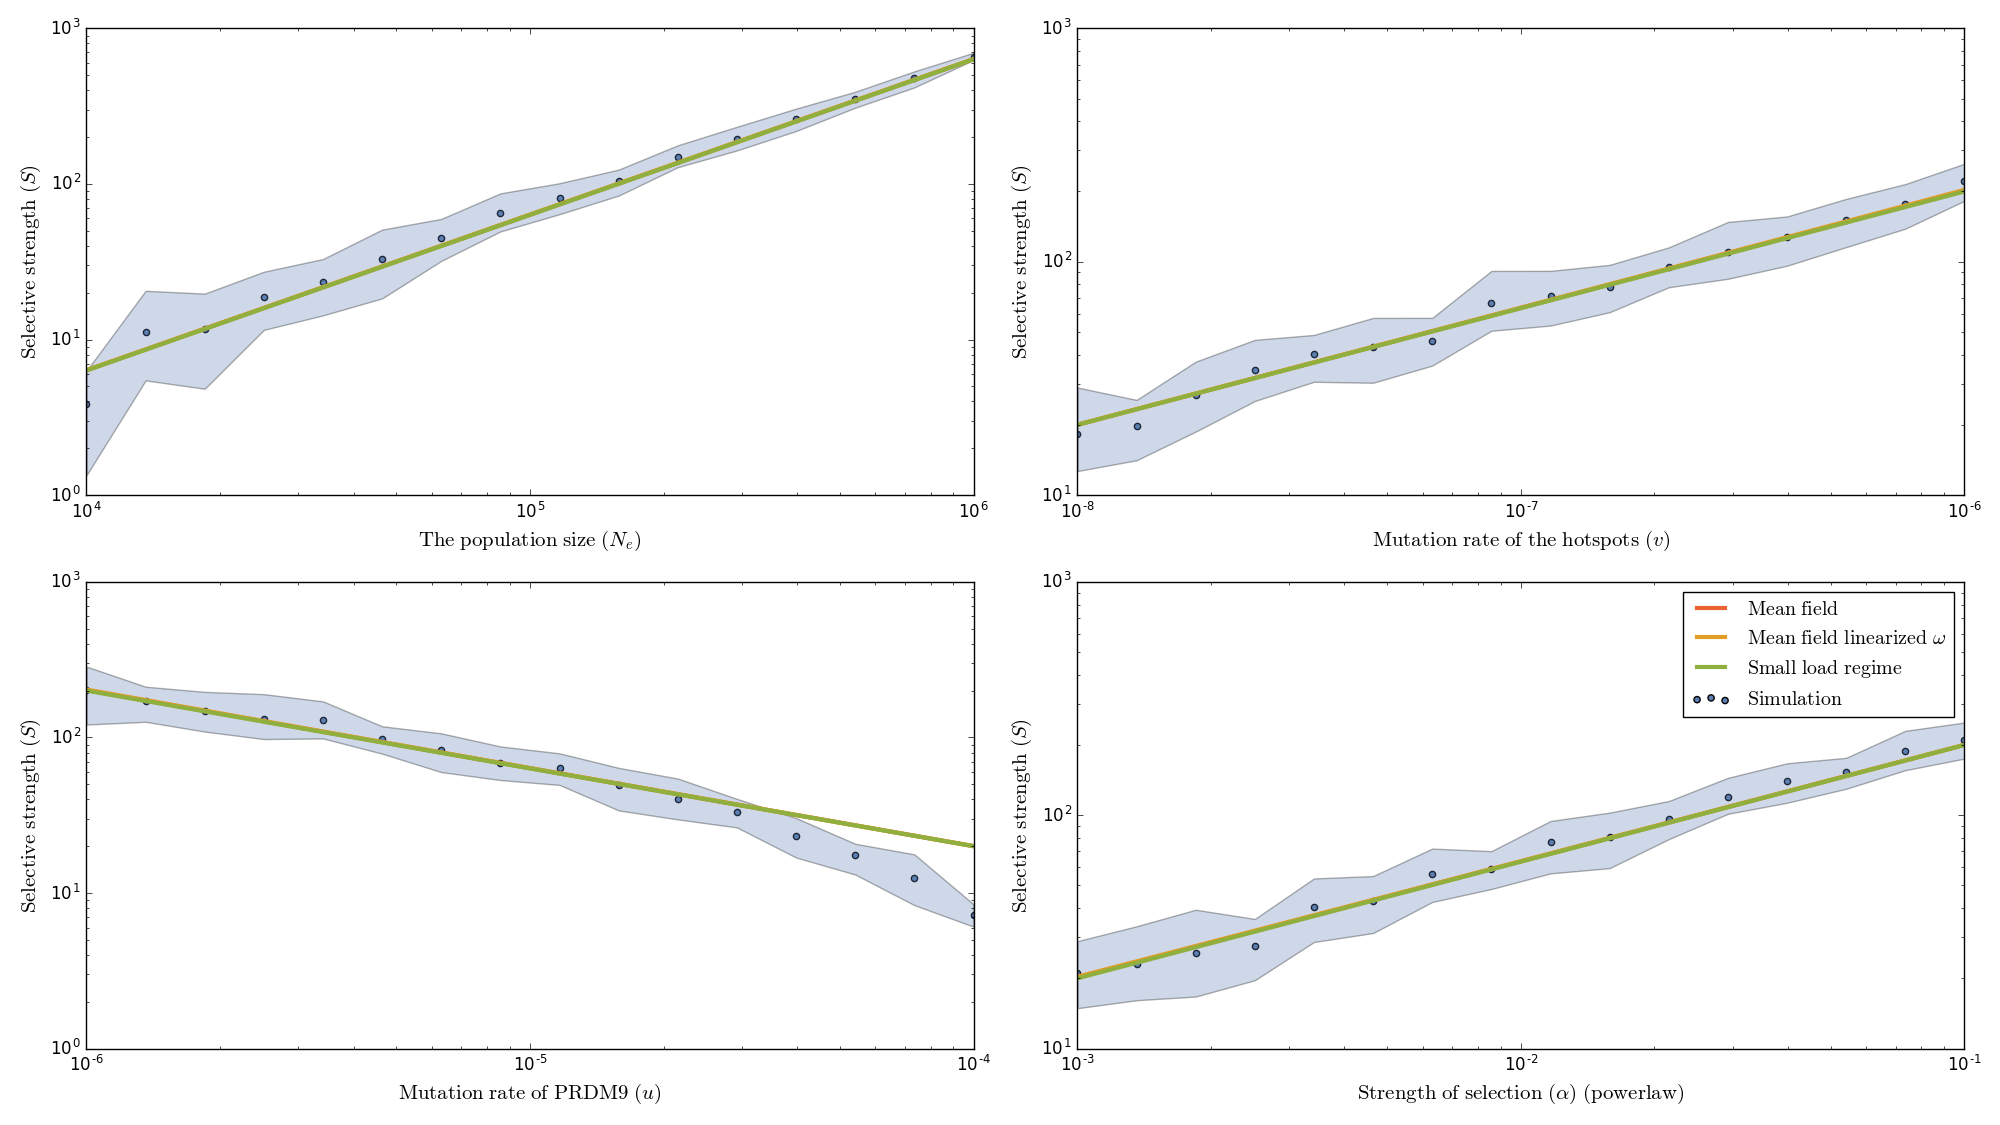 10^3
10^2
10^1
10^0
Selective strength (S)
10^4 10^5 10^6
The population size (N_e)
10^3
10^2
10^1
Selective strength (S)
10^-8 10^-7 10^-6
Mutation rate of the hotspots (v)
10^3
10^2
10^1
10^0
Selective strength (S)
10^-6 10^-5 10^-4
Mutation rate of PRDM9 (u)
10^3
10^2
10^1
Selective strength (S)
Mean field
Mean field linearized ω
Small load regime
Simulation
10^-3 10^-2 10^-1
Strength of selection (α) (powerlaw)